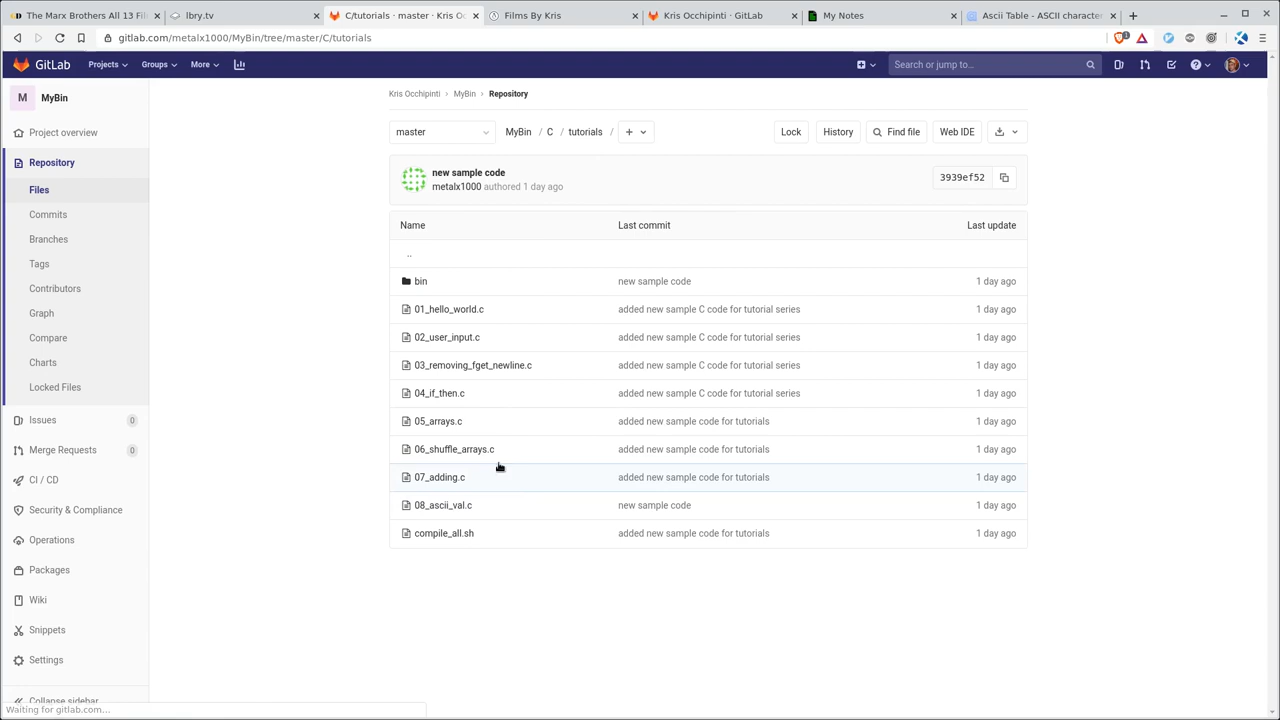 The Marx Brothers All 13 Fil
lbry.tv
C/tutorials · master · Kris Oc
Films By Kris
Kris Occhipinti · GitLab
My Notes
Ascii Table - ASCII character
gitlab.com/metalx1000/MyBin/tree/master/C/tutorials
1
GitLab
Projects
Groups
More
Search or jump to...
M
MyBin
Project overview
Repository
Files
Commits
Branches
Tags
Contributors
Graph
Compare
Charts
Locked Files
Issues
0
Merge Requests
0
CI / CD
Security & Compliance
Operations
Packages
Wiki
Snippets
Settings
Collapse sidebar
Waiting for gitlab.com...
Kris Occhipinti › MyBin › Repository
master
MyBin / C / tutorials / +
Lock
History
Find file
Web IDE
new sample code
metalx1000 authored 1 day ago
3939ef52
Name Last commit Last update
..
bin new sample code 1 day ago
01_hello_world.c added new sample C code for tutorial series 1 day ago
02_user_input.c added new sample C code for tutorial series 1 day ago
03_removing_fget_newline.c added new sample C code for tutorial series 1 day ago
04_if_then.c added new sample C code for tutorial series 1 day ago
05_arrays.c added new sample code for tutorials 1 day ago
06_shuffle_arrays.c added new sample code for tutorials 1 day ago
07_adding.c added new sample code for tutorials 1 day ago
08_ascii_val.c new sample code 1 day ago
compile_all.sh added new sample code for tutorials 1 day ago